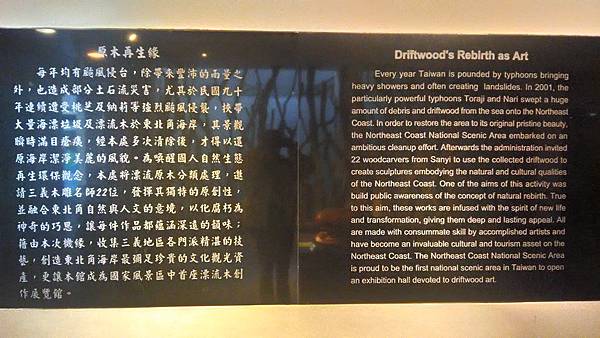 原木再生緣
每年均有颱風侵台，除帶來豐沛的雨量之
外，也造成部分土石流災害，尤其於民國九十
年連續遭受桃芝及納莉等強烈颱風侵襲，挾帶
大量海漂垃圾及漂流木於東北角海岸，其景觀
瞬時滿目瘡痍，經本處多次清除後，才得以還
原海岸潔淨美麗的風貌。為喚醒國人自然生態
再生環保觀念，本處將漂流原木分類處理，邀
請三義木雕名師22位，發揮其獨特的原創性，
並融合東北角自然與人文的意境，以化腐朽為
神奇的巧思，讓每件作品都蘊涵深遠的韻味；
藉由本次機緣，收集三義地區各門派精湛的技
藝，創造東北角海岸最彌足珍貴的文化觀光資
產，更讓本館成為國家風景區中首座漂流木創
作展覽館。
Driftwood's Rebirth as Art
Every year Taiwan is pounded by typhoons bringing
heavy showers and often creating landslides. In 2001, the
particularly powerful typhoons Toraji and Nari swept a huge
amount of debris and driftwood from the sea onto the Northeast
Coast. In order to restore the area to its original pristine beauty,
the Northeast Coast National Scenic Area embarked on an
ambitious cleanup effort. Afterwards the administration invited
22 woodcarvers from Sanyi to use the collected driftwood to
create sculptures embodying the natural and cultural qualities
of the Northeast Coast. One of the aims of this activity was
build public awareness of the concept of natural rebirth. True
to this aim, these works are infused with the spirit of new life
and transformation, giving them deep and lasting appeal. All
are made with consummate skill by accomplished artists and
have become an invaluable cultural and tourism asset on the
Northeast Coast. The Northeast Coast National Scenic Area
is proud to be the first national scenic area in Taiwan to open
an exhibition hall devoted to driftwood art.